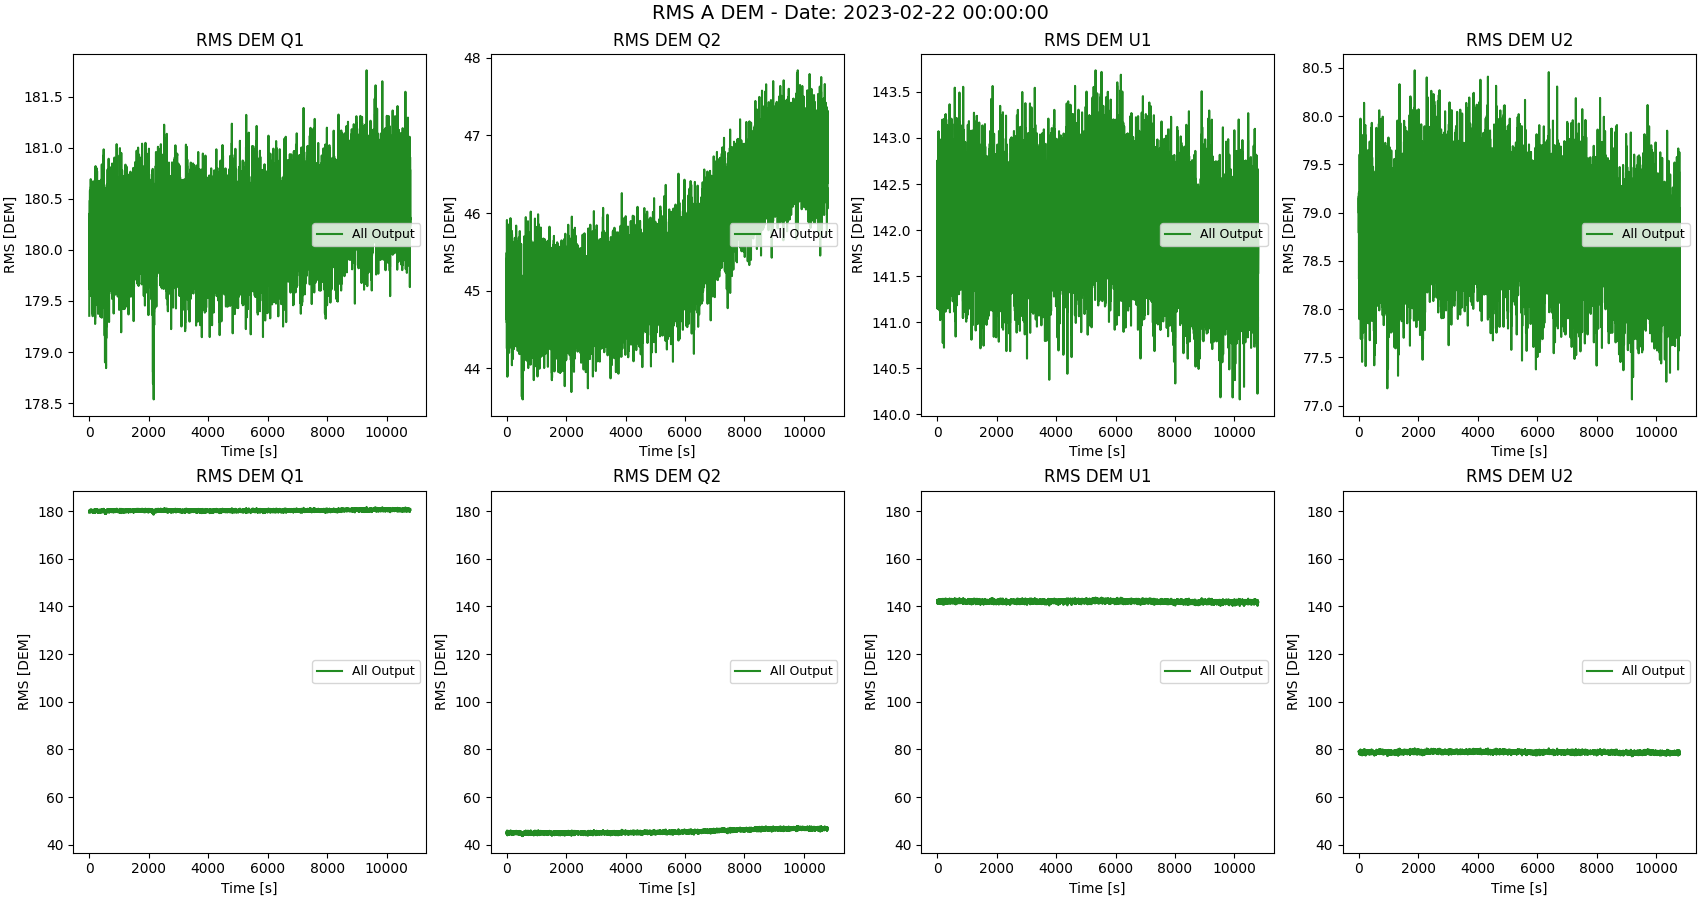 RMS A DEM - Date: 2023-02-22 00:00:00
RMS DEM Q1
RMS [DEM]
181.5
181.0
180.5
180.0
179.5
179.0
178.5
All Output
0 2000 4000 6000 8000 10000
Time [s]
RMS DEM Q2
RMS [DEM]
48
47
46
45
44
All Output
0 2000 4000 6000 8000 10000
Time [s]
RMS DEM U1
RMS [DEM]
143.5
143.0
142.5
142.0
141.5
141.0
140.5
140.0
All Output
0 2000 4000 6000 8000 10000
Time [s]
RMS DEM U2
RMS [DEM]
80.5
80.0
79.5
79.0
78.5
78.0
77.5
77.0
All Output
0 2000 4000 6000 8000 10000
Time [s]
RMS DEM Q1
RMS [DEM]
180
160
140
120
100
80
60
40
All Output
0 2000 4000 6000 8000 10000
Time [s]
RMS DEM Q2
RMS [DEM]
180
160
140
120
100
80
60
40
All Output
0 2000 4000 6000 8000 10000
Time [s]
RMS DEM U1
RMS [DEM]
180
160
140
120
100
80
60
40
All Output
0 2000 4000 6000 8000 10000
Time [s]
RMS DEM U2
RMS [DEM]
180
160
140
120
100
80
60
40
All Output
0 2000 4000 6000 8000 10000
Time [s]